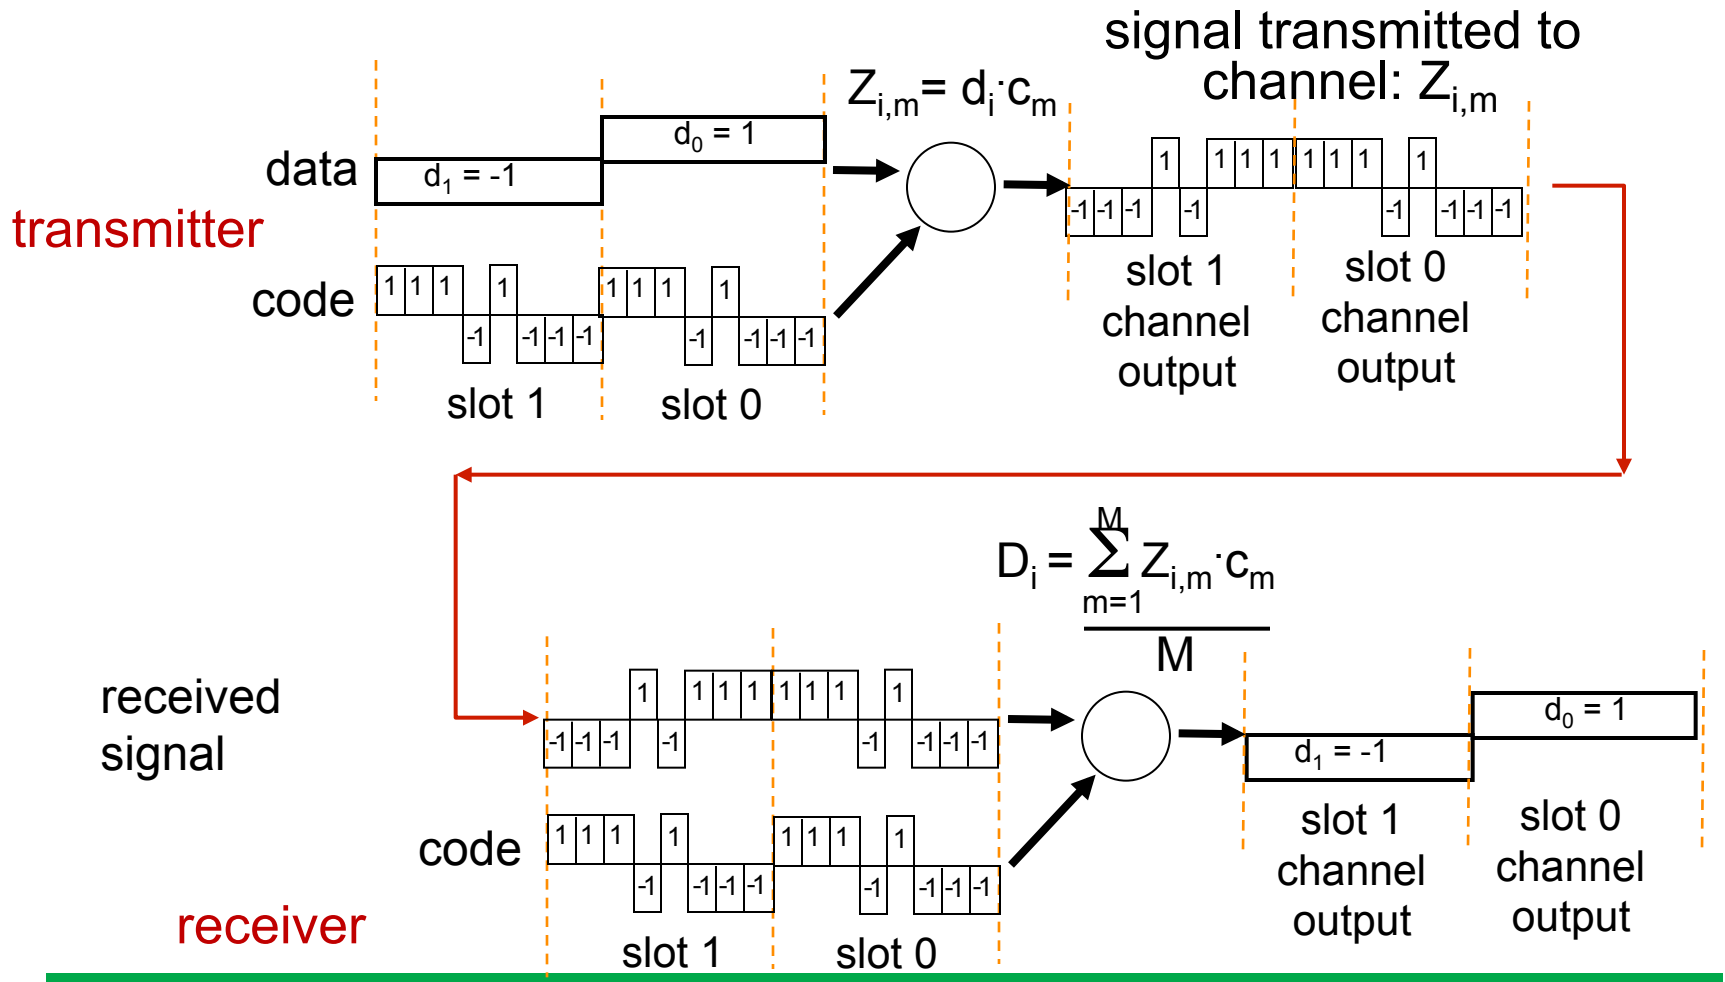 signal transmitted to
channel: Z_i,m
Z_i,m = d_i·c_m
data
d_1 = -1
d_0 = 1
transmitter
code
1 1 1 -1 1 -1 -1 -1
1 1 1 -1 1 -1 -1 -1
slot 1
slot 0
-1 -1 -1 1 -1 1 1 1
1 1 1 -1 1 -1 -1 -1
slot 1
channel
output
slot 0
channel
output
D_i = Σ Z_i,m·c_m
M
m=1
M
received
signal
-1 -1 -1 1 -1 1 1 1
1 1 1 -1 1 -1 -1 -1
code
1 1 1 -1 1 -1 -1 -1
1 1 1 -1 1 -1 -1 -1
receiver
slot 1
slot 0
d_1 = -1
d_0 = 1
slot 1
channel
output
slot 0
channel
output